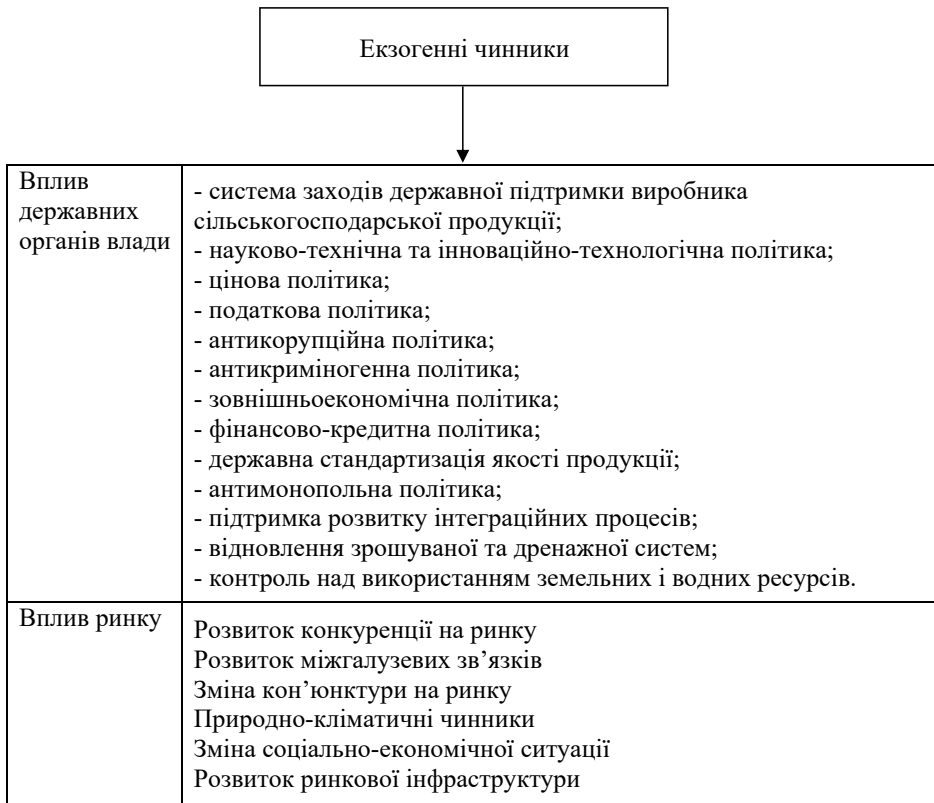 Екзогенні чинники
Вплив
державних
органів влади
- система заходів державної підтримки виробника
сільськогосподарської продукції;
- науково-технічна та інноваційно-технологічна політика;
- цінова політика;
- податкова політика;
- антикорупційна політика;
- антикриміногенна політика;
- зовнішньоекономічна політика;
- фінансово-кредитна політика;
- державна стандартизація якості продукції;
- антимонопольна політика;
- підтримка розвитку інтеграційних процесів;
- відновлення зрошуваної та дренажної систем;
- контроль над використанням земельних і водних ресурсів.
Вплив ринку
Розвиток конкуренції на ринку
Розвиток міжгалузевих зв’язків
Зміна кон’юнктури на ринку
Природно-кліматичні чинники
Зміна соціально-економічної ситуації
Розвиток ринкової інфраструктури